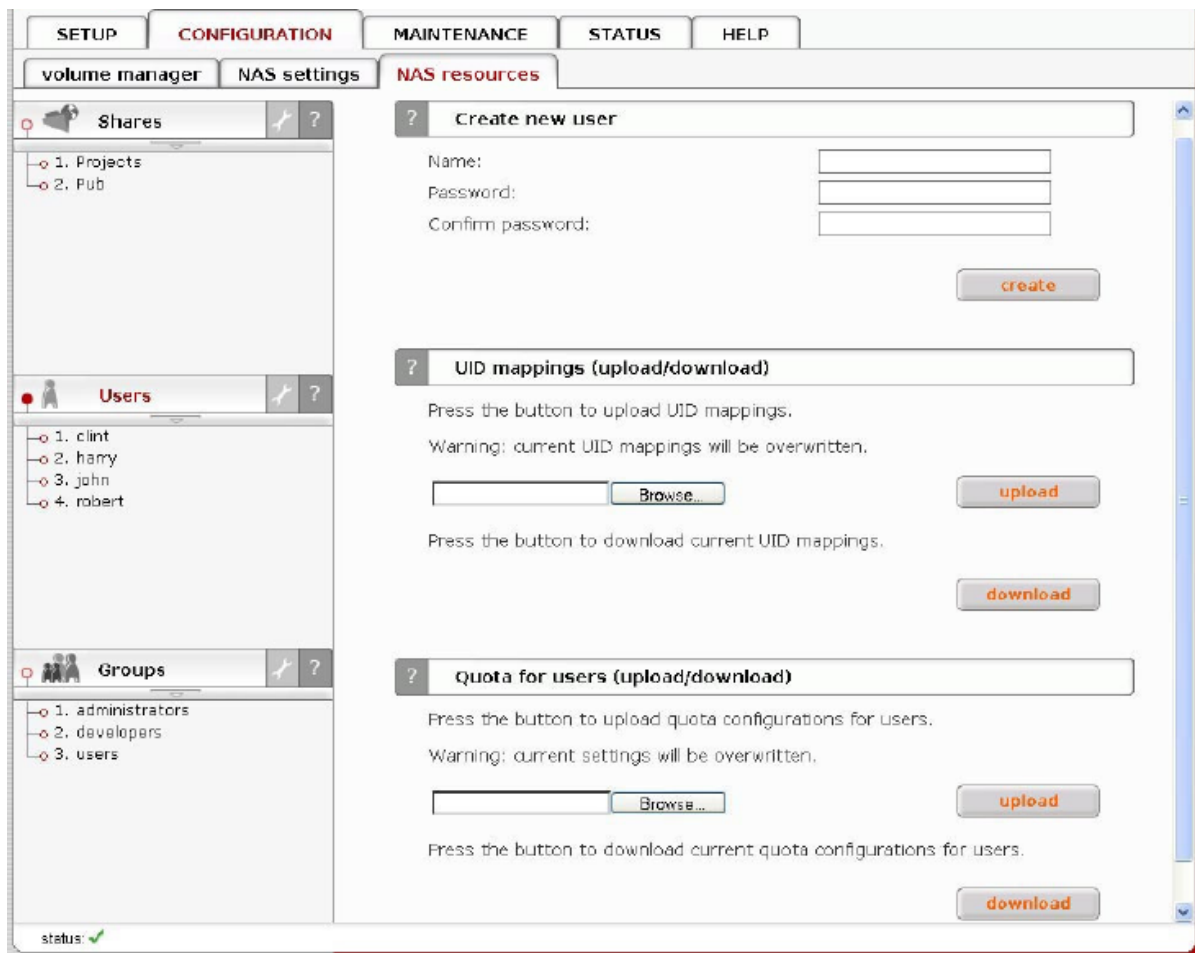 SETUP CONFIGURATION MAINTENANCE STATUS HELP
volume manager NAS settings NAS resources
Shares ?
1. Projects
2. Pub
Users ?
1. clint
2. harry
3. john
4. robert
Groups ?
1. administrators
2. developers
3. users
? Create new user
Name:
Password:
Confirm password:
create
? UID mappings (upload/download)
Press the button to upload UID mappings.
Warning: current UID mappings will be overwritten.
Browse... upload
Press the button to download current UID mappings.
download
? Quota for users (upload/download)
Press the button to upload quota configurations for users.
Warning: current settings will be overwritten.
Browse... upload
Press the button to download current quota configurations for users.
download
status: